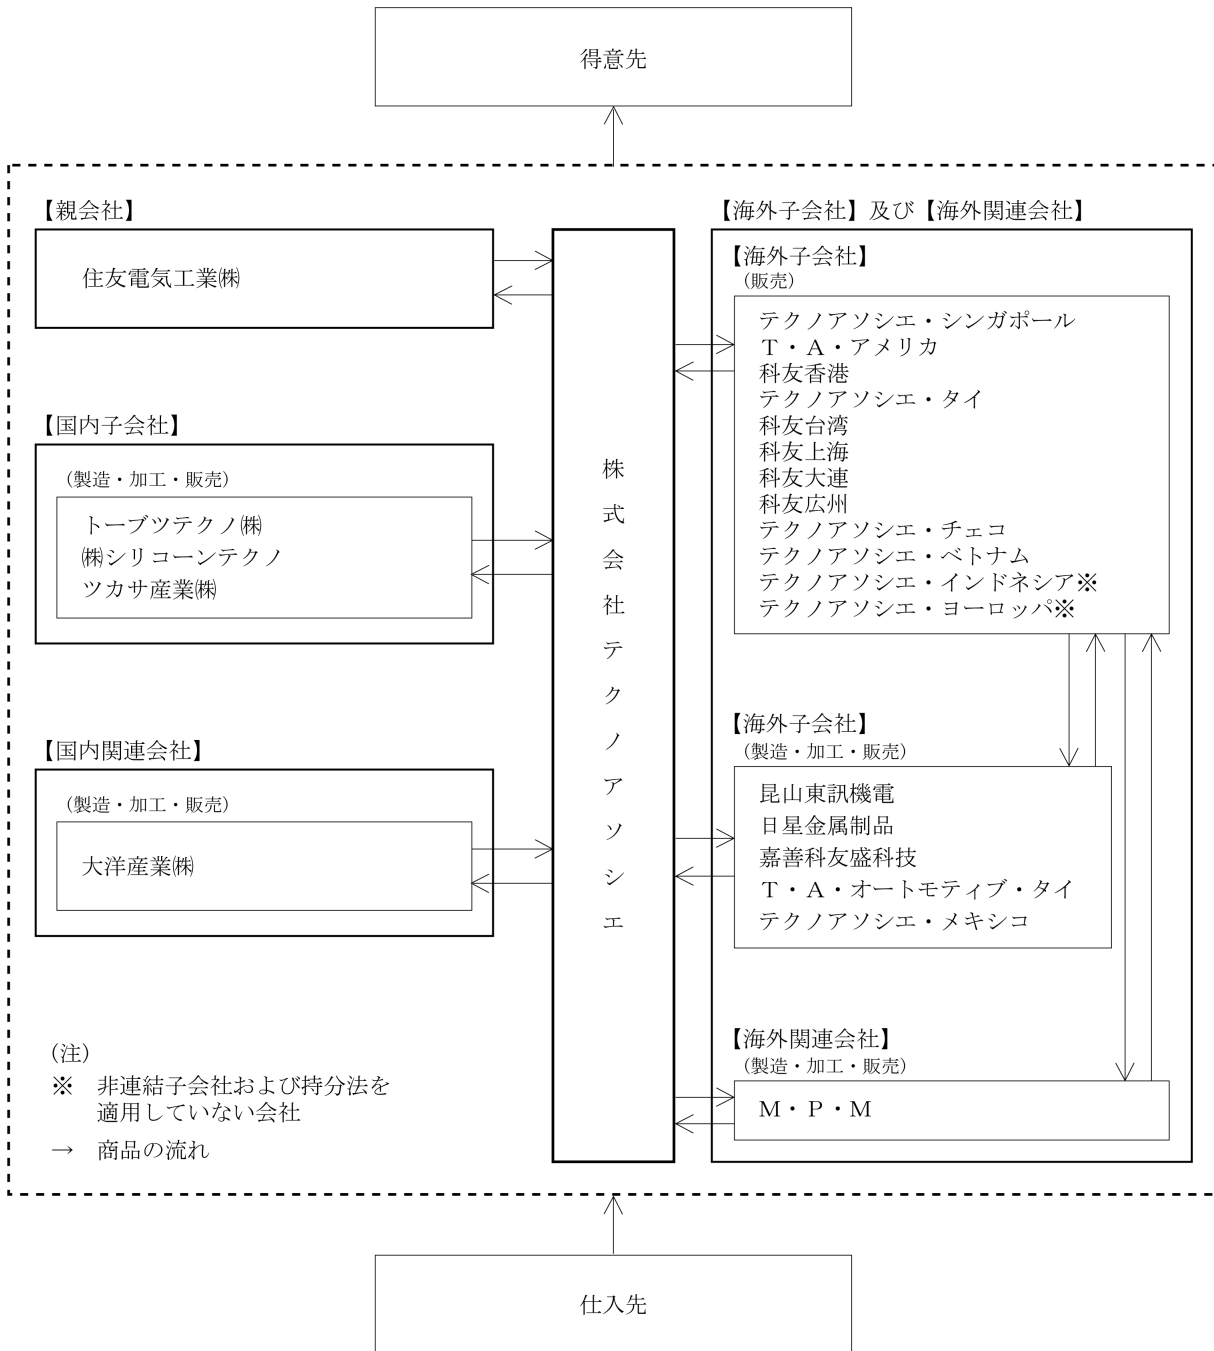 得意先
【親会社】
住友電気工業㈱
【国内子会社】
（製造・加工・販売）
トーブツテクノ㈱
㈱シリコーンテクノ
ツカサ産業㈱
【国内関連会社】
（製造・加工・販売）
大洋産業㈱
（注）
※　非連結子会社および持分法を
適用していない会社
→　商品の流れ
株式会社テクノアソシエ
【海外子会社】及び【海外関連会社】
【海外子会社】
（販売）
テクノアソシエ・シンガポール
Ｔ・Ａ・アメリカ
科友香港
テクノアソシエ・タイ
科友台湾
科友上海
科友大連
科友広州
テクノアソシエ・チェコ
テクノアソシエ・ベトナム
テクノアソシエ・インドネシア※
テクノアソシエ・ヨーロッパ※
【海外子会社】
（製造・加工・販売）
昆山東訊機電
日星金属制品
嘉善科友盛科技
Ｔ・Ａ・オートモティブ・タイ
テクノアソシエ・メキシコ
【海外関連会社】
（製造・加工・販売）
Ｍ・Ｐ・Ｍ
仕入先